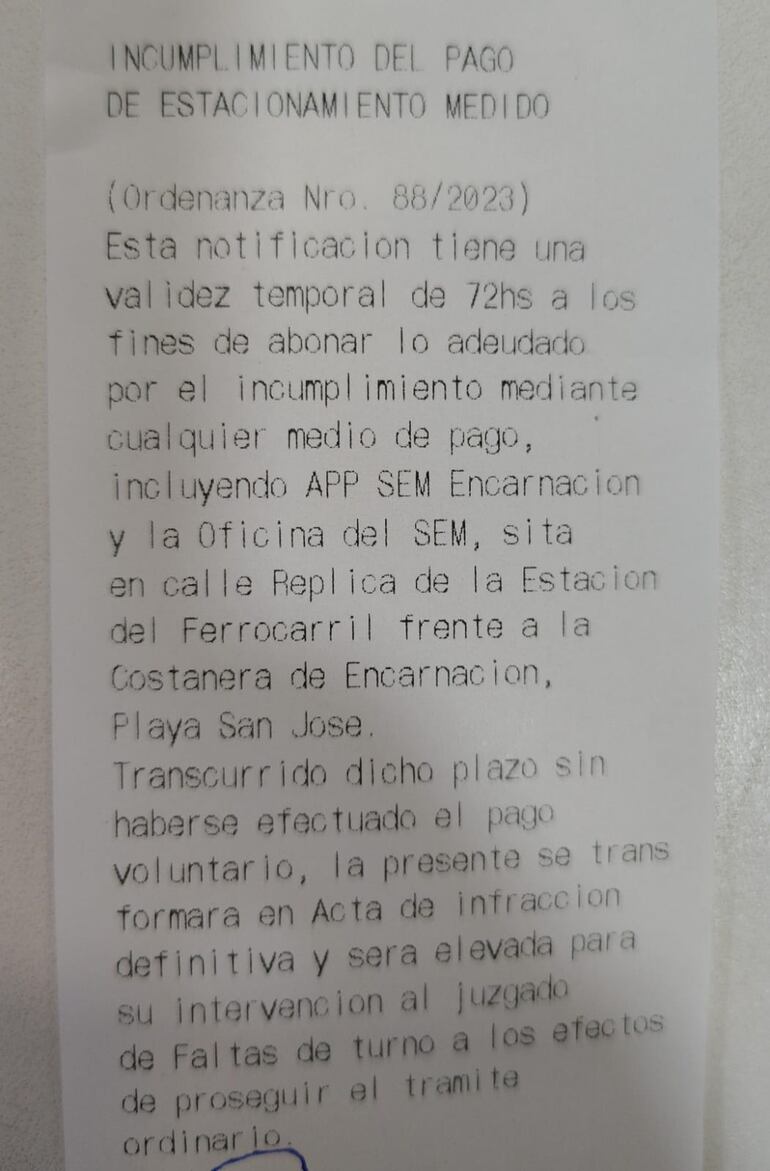 INCUMPLIMIENTO DEL PAGO
DE ESTACIONAMIENTO MEDIDO
(Ordenanza Nro. 88/2023)
Esta notificacion tiene una
validez temporal de 72hs a los
fines de abonar lo adeudado
por el incumplimiento mediante
cualquier medio de pago,
incluyendo APP SEM Encarnacion
y la Oficina del SEM, sita
en calle Replica de la Estacion
del Ferrocarril frente a la
Costanera de Encarnacion,
Playa San Jose.
Transcurrido dicho plazo sin
haberse efectuado el pago
voluntario, la presente se trans
formara en Acta de infraccion
definitiva y sera elevada para
su intervencion al juzgado
de Faltas de turno a los efectos
de proseguir el tramite
ordinario.